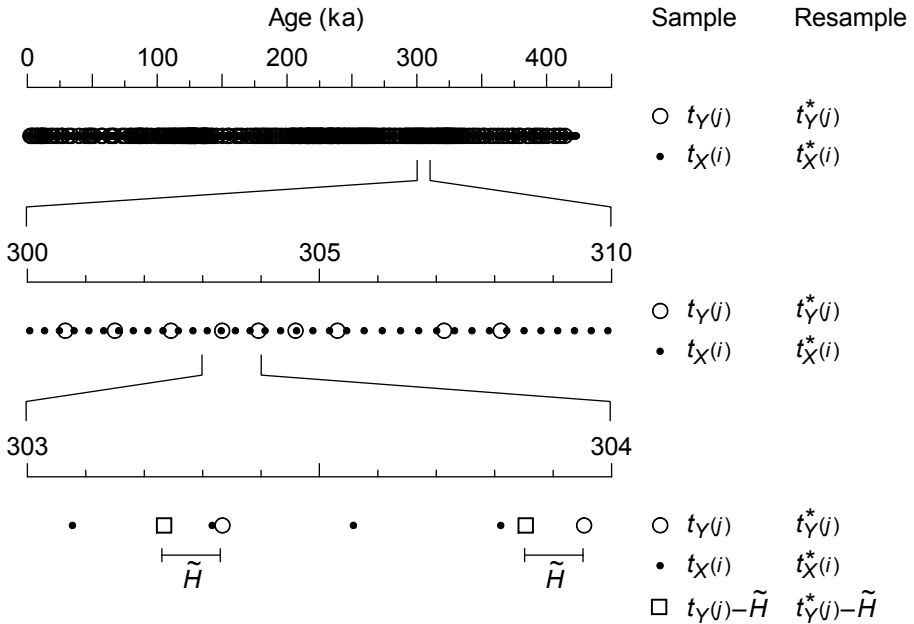 Age (ka) Sample Resample
0 100 200 300 400
○ t_Y(j) t*_Y(j)
• t_X(i) t*_X(i)
300 305 310
○ t_Y(j) t*_Y(j)
• t_X(i) t*_X(i)
303 304
○ t_Y(j) t*_Y(j)
H̃ H̃ • t_X(i) t*_X(i)
□ t_Y(j)–H̃ t*_Y(j)–H̃